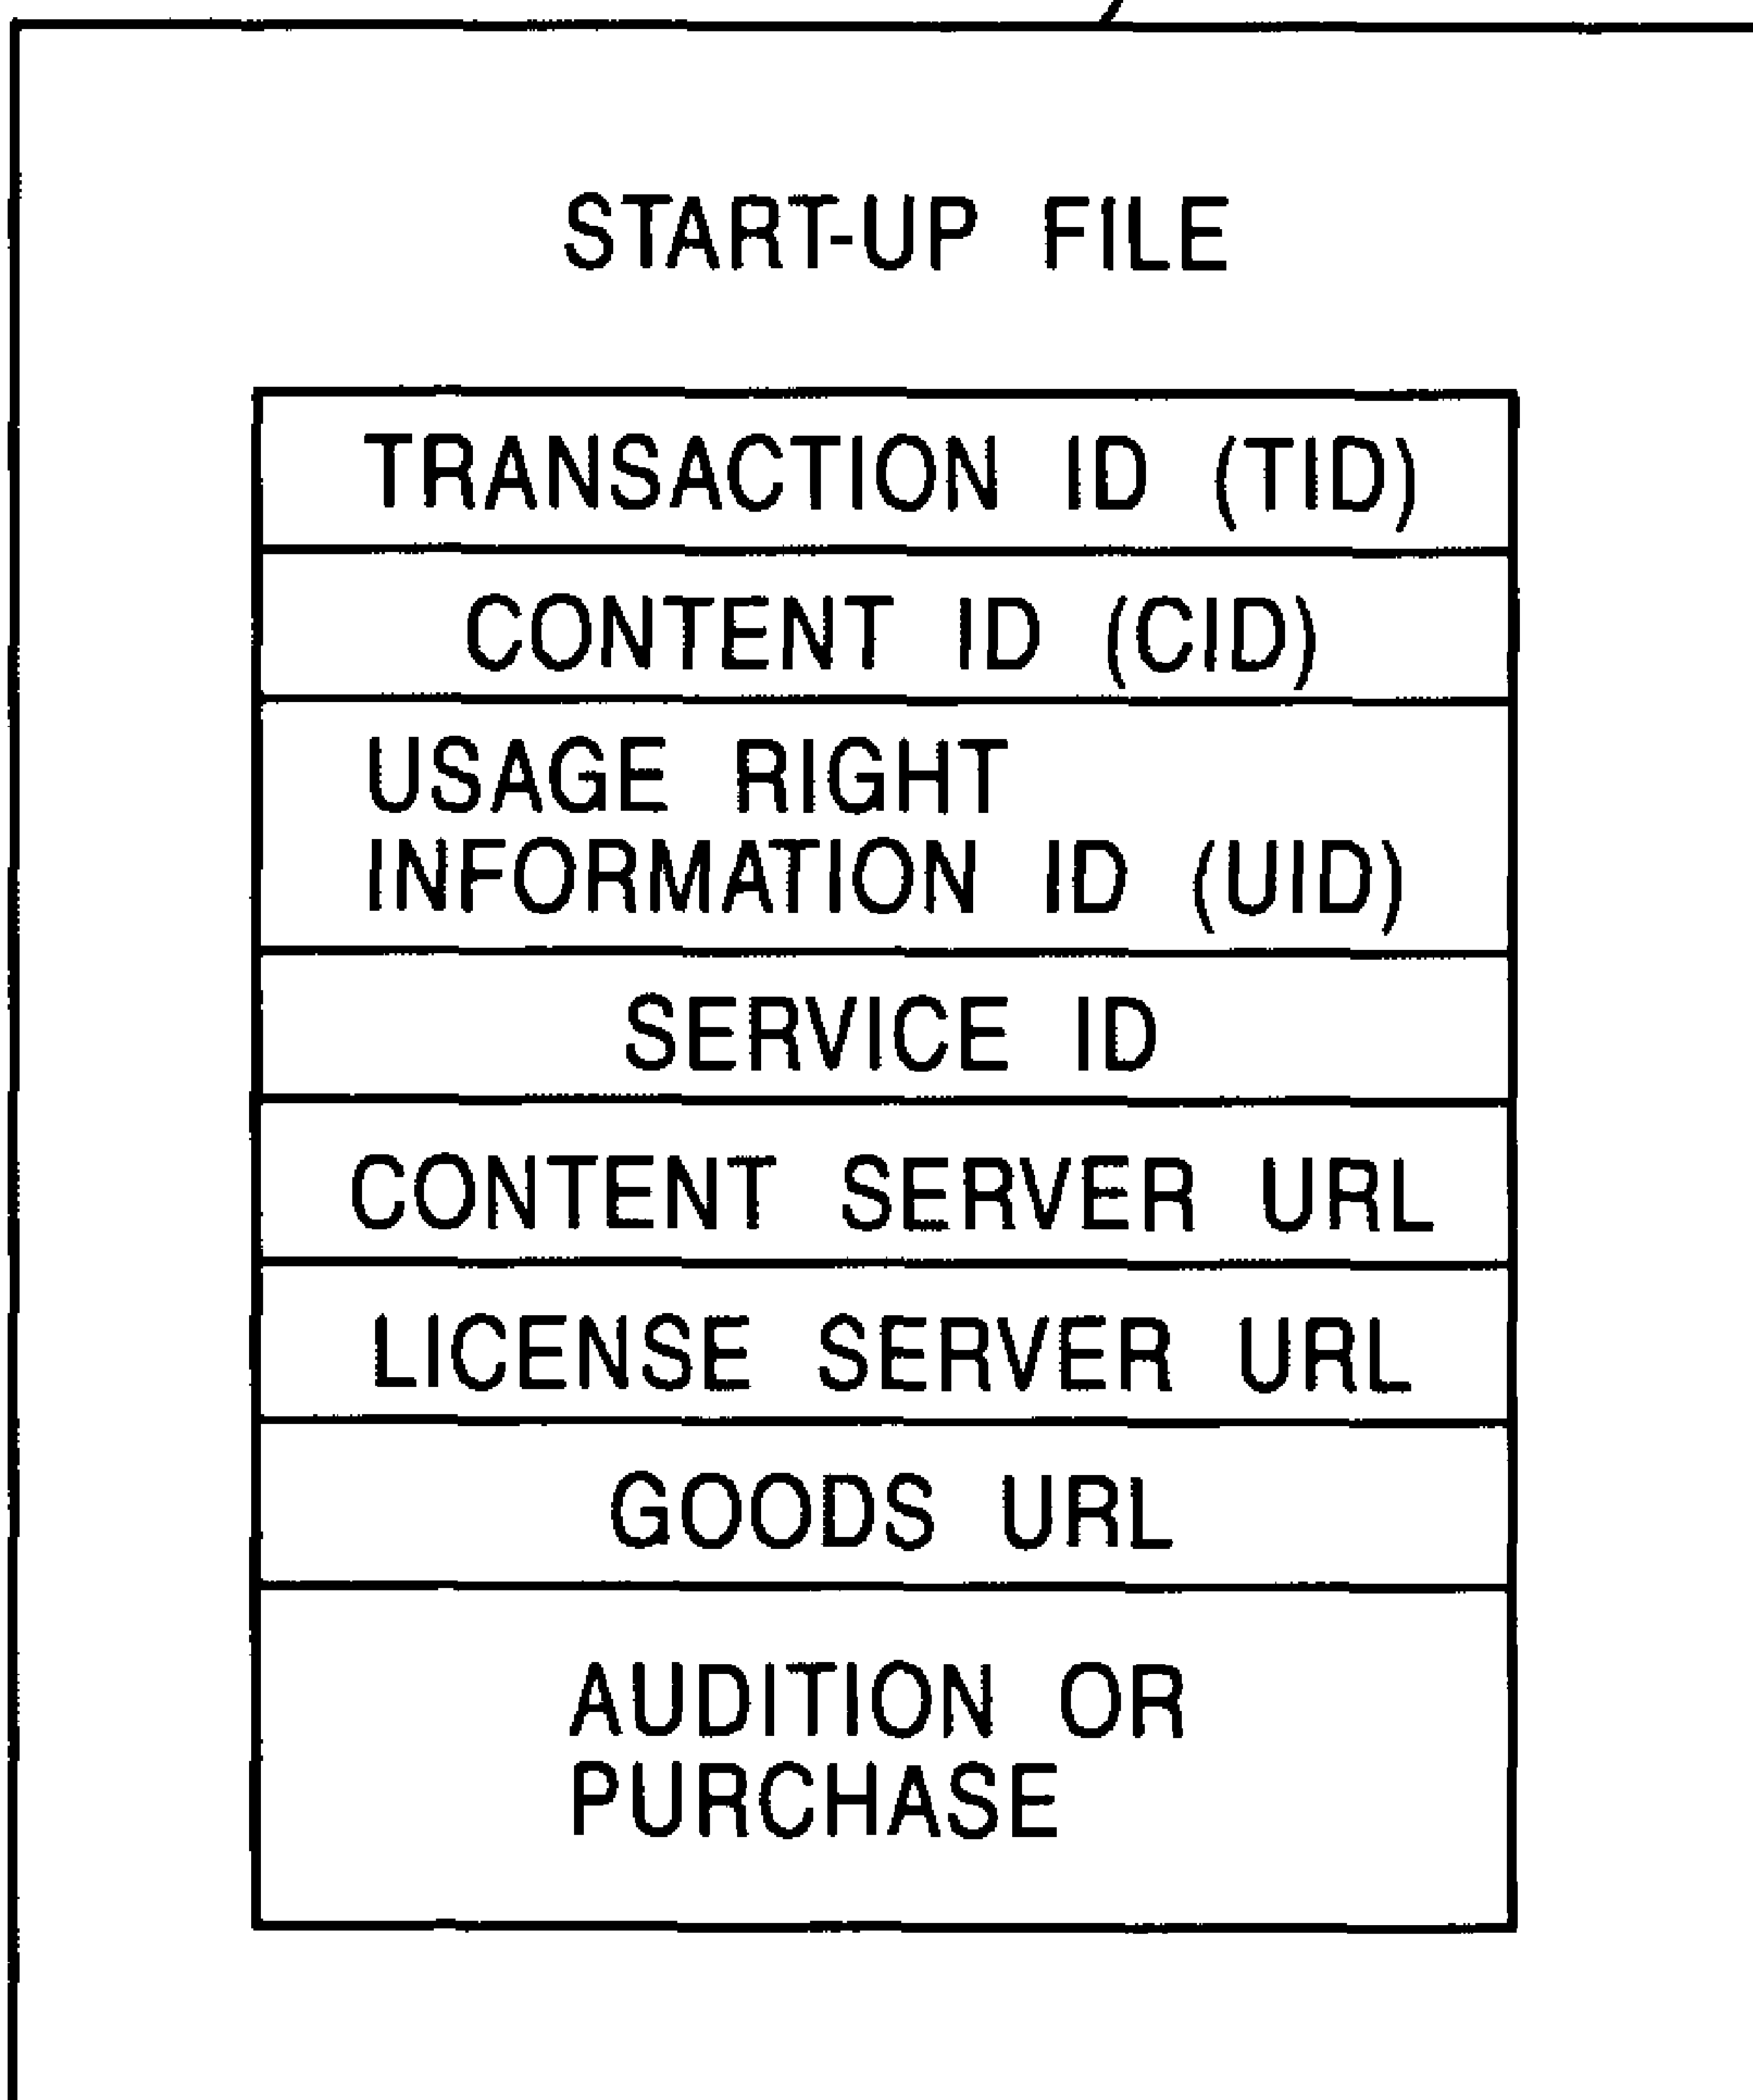 START-UP FILE
TRANSACTION ID (TID)
CONTENT ID (CID)
USAGE RIGHT
INFORMATION ID (UID)
SERVICE ID
CONTENT SERVER URL
LICENSE SERVER URL
GOODS URL
AUDITION OR
PURCHASE